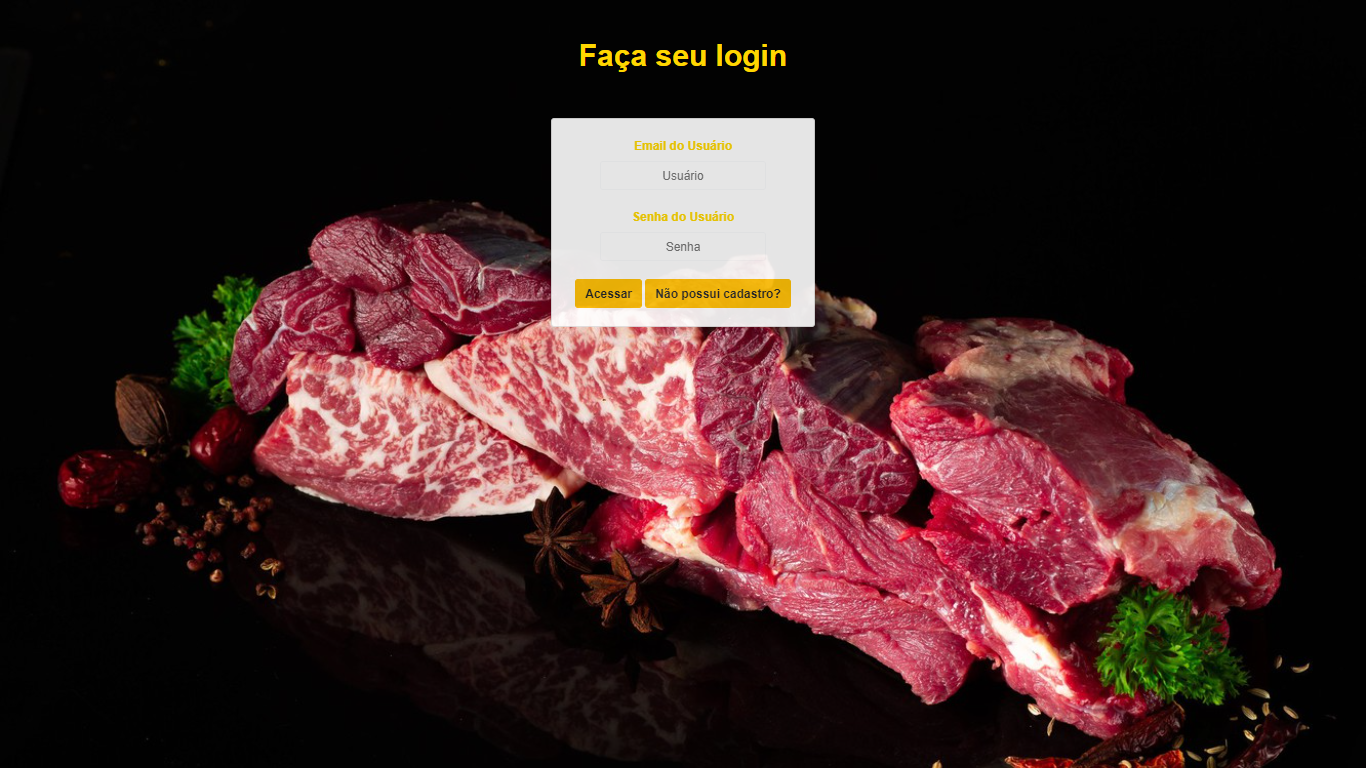 Faça seu login
Email do Usuário
Usuário
Senha do Usuário
Senha
Acessar Não possui cadastro?